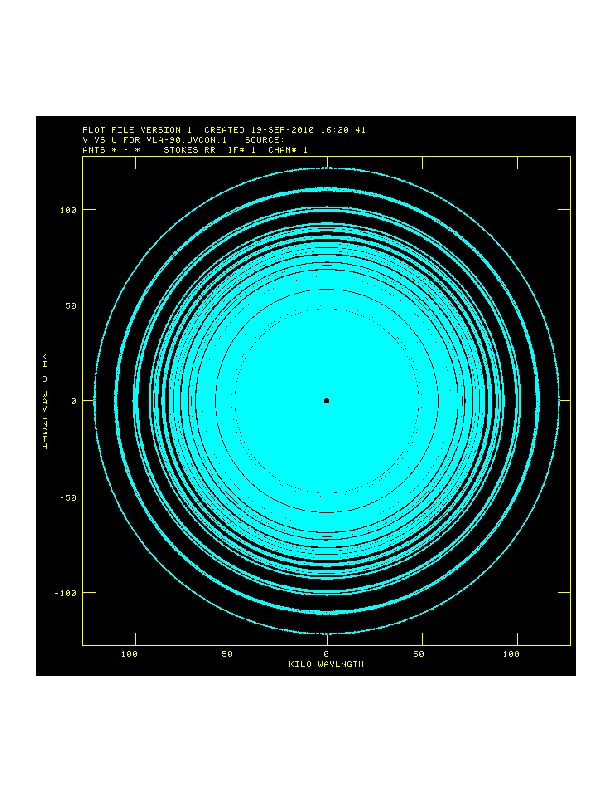 PLOT FILE VERSION 1 CREATED 19-SEP-2010 16:20:41
V VS U FOR VLA-90.UVCON.1 SOURCE:
ANTS * - * STOKES RR IF# 1 CHAN# 1
100
50
0
-50
-100
100
50
0
50
100
KILO WAVLNGTH